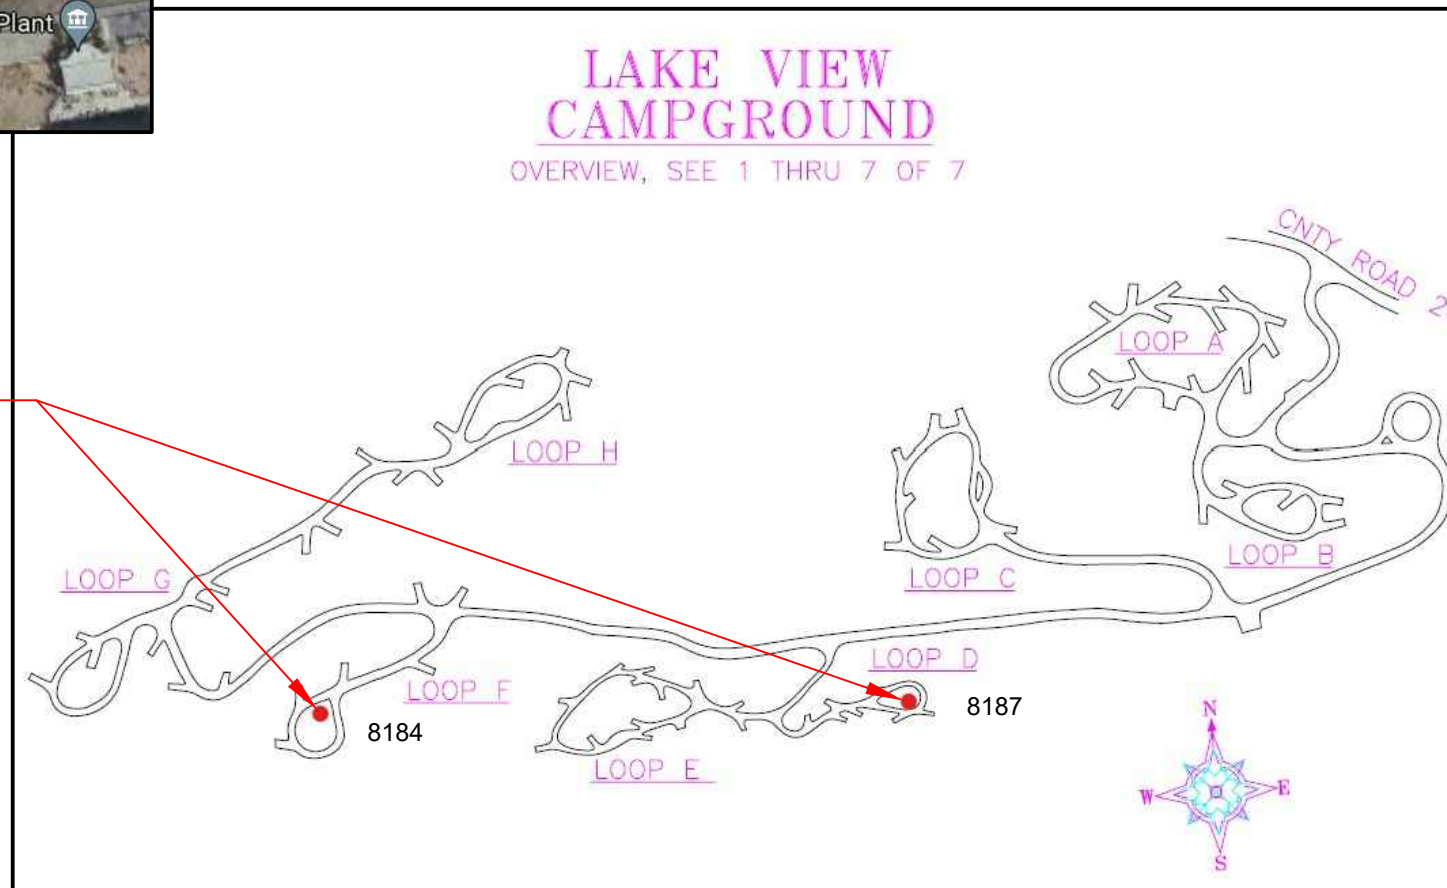 Plant
LAKE VIEW
CAMPGROUND
OVERVIEW, SEE 1 THRU 7 OF 7
CNTY ROAD 2
LOOP A
LOOP H
LOOP B
LOOP G
LOOP C
LOOP D
LOOP F
8187
8184
LOOP E
N
W
E
S